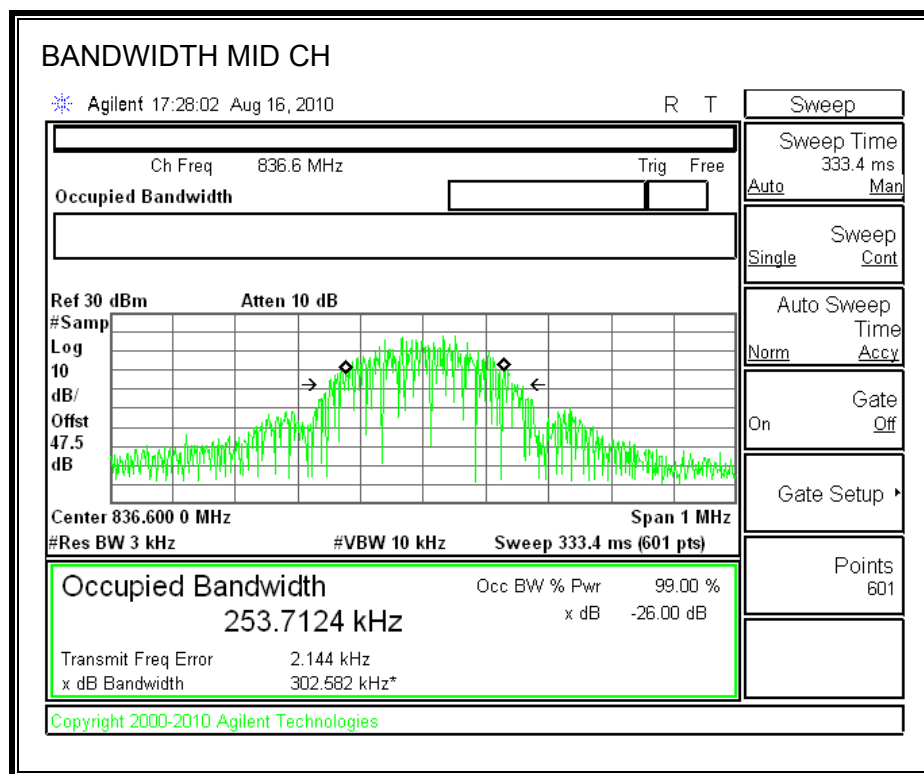 BANDWIDTH MID CH
Agilent 17:28:02 Aug 16, 2010 R T
Sweep
Ch Freq 836.6 MHz Trig Free
Occupied Bandwidth
Sweep Time
333.4 ms
Auto Man
Sweep
Single Cont
Ref 30 dBm Atten 10 dB
#Samp
Log
10
dB/
Offst
47.5
dB
Auto Sweep
Time
Norm Accy
Gate
On Off
Gate Setup
Center 836.600 0 MHz Span 1 MHz
#Res BW 3 kHz #VBW 10 kHz Sweep 333.4 ms (601 pts)
Points
601
Occupied Bandwidth Occ BW % Pwr 99.00 %
253.7124 kHz x dB -26.00 dB
Transmit Freq Error 2.144 kHz
x dB Bandwidth 302.582 kHz*
Copyright 2000-2010 Agilent Technologies